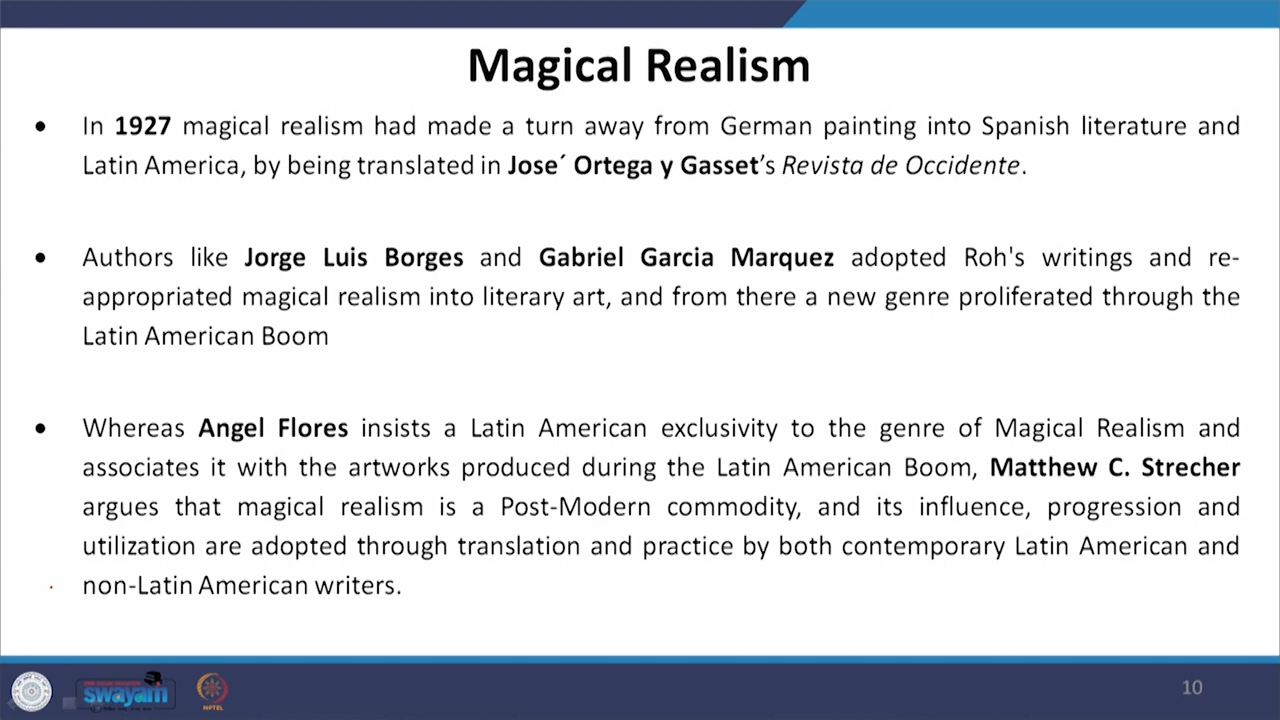 Magical Realism
• In 1927 magical realism had made a turn away from German painting into Spanish literature and
Latin America, by being translated in Jose´ Ortega y Gasset's Revista de Occidente.
• Authors like Jorge Luis Borges and Gabriel Garcia Marquez adopted Roh's writings and re-
appropriated magical realism into literary art, and from there a new genre proliferated through the
Latin American Boom
• Whereas Angel Flores insists a Latin American exclusivity to the genre of Magical Realism and
associates it with the artworks produced during the Latin American Boom, Matthew C. Strecher
argues that magical realism is a Post-Modern commodity, and its influence, progression and
utilization are adopted through translation and practice by both contemporary Latin American and
non-Latin American writers.
swayam
NPTEL
10